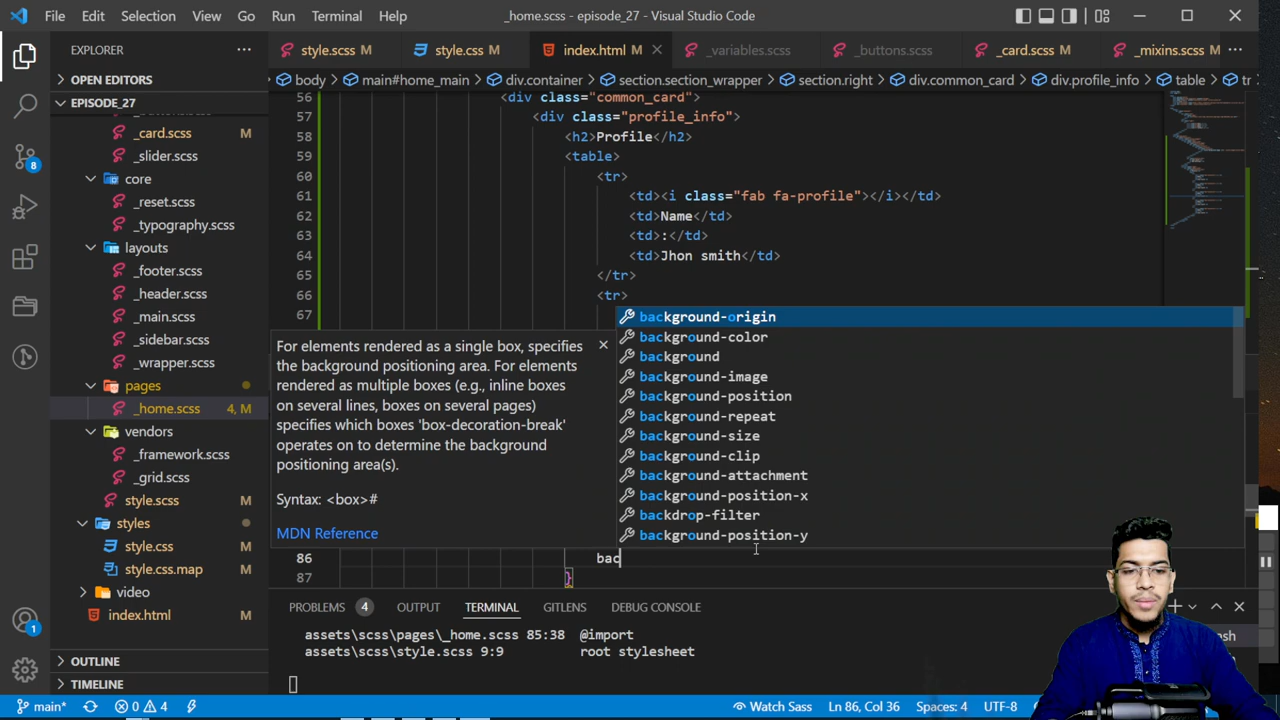 File Edit Selection View Go Run Terminal Help
_home.scss - episode_27 - Visual Studio Code
EXPLORER
style.scss M
style.css M
index.html M
_variables.scss
_buttons.scss
_card.scss M
_mixins.scss M
OPEN EDITORS
body > main#home_main > div.container > section.section_wrapper > section.right > div.common_card > div.profile_info > table > tr
EPISODE_27
_card.scss M
_slider.scss
core
_reset.scss
_typography.scss
layouts
_footer.scss
_header.scss
_main.scss
_sidebar.scss
_wrapper.scss
pages
_home.scss 4, M
vendors
_framework.scss
_grid.scss
style.scss M
styles
style.css M
style.css.map M
video
index.html M
OUTLINE
TIMELINE
56 <div class="common_card">
57 <div class="profile_info">
58 <h2>Profile</h2>
59 <table>
60 <tr>
61 <td><i class="fab fa-profile"></i></td>
62 <td>Name</td>
63 <td>:</td>
64 <td>Jhon smith</td>
65 </tr>
66 <tr>
67
For elements rendered as a single box, specifies
the background positioning area. For elements
rendered as multiple boxes (e.g., inline boxes
on several lines, boxes on several pages)
specifies which boxes 'box-decoration-break'
operates on to determine the background
positioning area(s).
Syntax: <box>#
MDN Reference
background-origin
background-color
background
background-image
background-position
background-repeat
background-size
background-clip
background-attachment
background-position-x
backdrop-filter
background-position-y
86 bac
87 }
PROBLEMS 4 OUTPUT TERMINAL GITLENS DEBUG CONSOLE
assets\scss\pages\_home.scss 85:38 @import
assets\scss\style.scss 9:9 root stylesheet
8
1
main* 0 4 Watch Sass Ln 86, Col 36 Spaces: 4 UTF-8